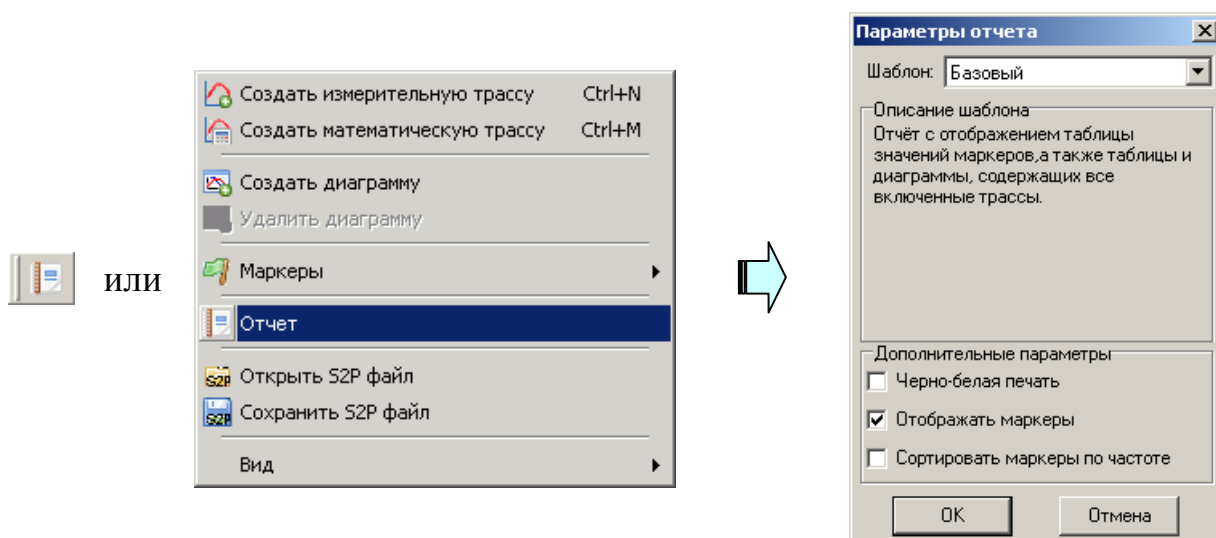 или
Создать измерительную трассу Ctrl+N
Создать математическую трассу Ctrl+M
Создать диаграмму
Удалить диаграмму
Маркеры
Отчет
S2P Открыть S2P файл
S2P Сохранить S2P файл
Вид
Параметры отчета
Шаблон: Базовый
Описание шаблона
Отчёт с отображением таблицы
значений маркеров,а также таблицы и
диаграммы, содержащих все
включенные трассы.
Дополнительные параметры
Черно-белая печать
Отображать маркеры
Сортировать маркеры по частоте
OK Отмена